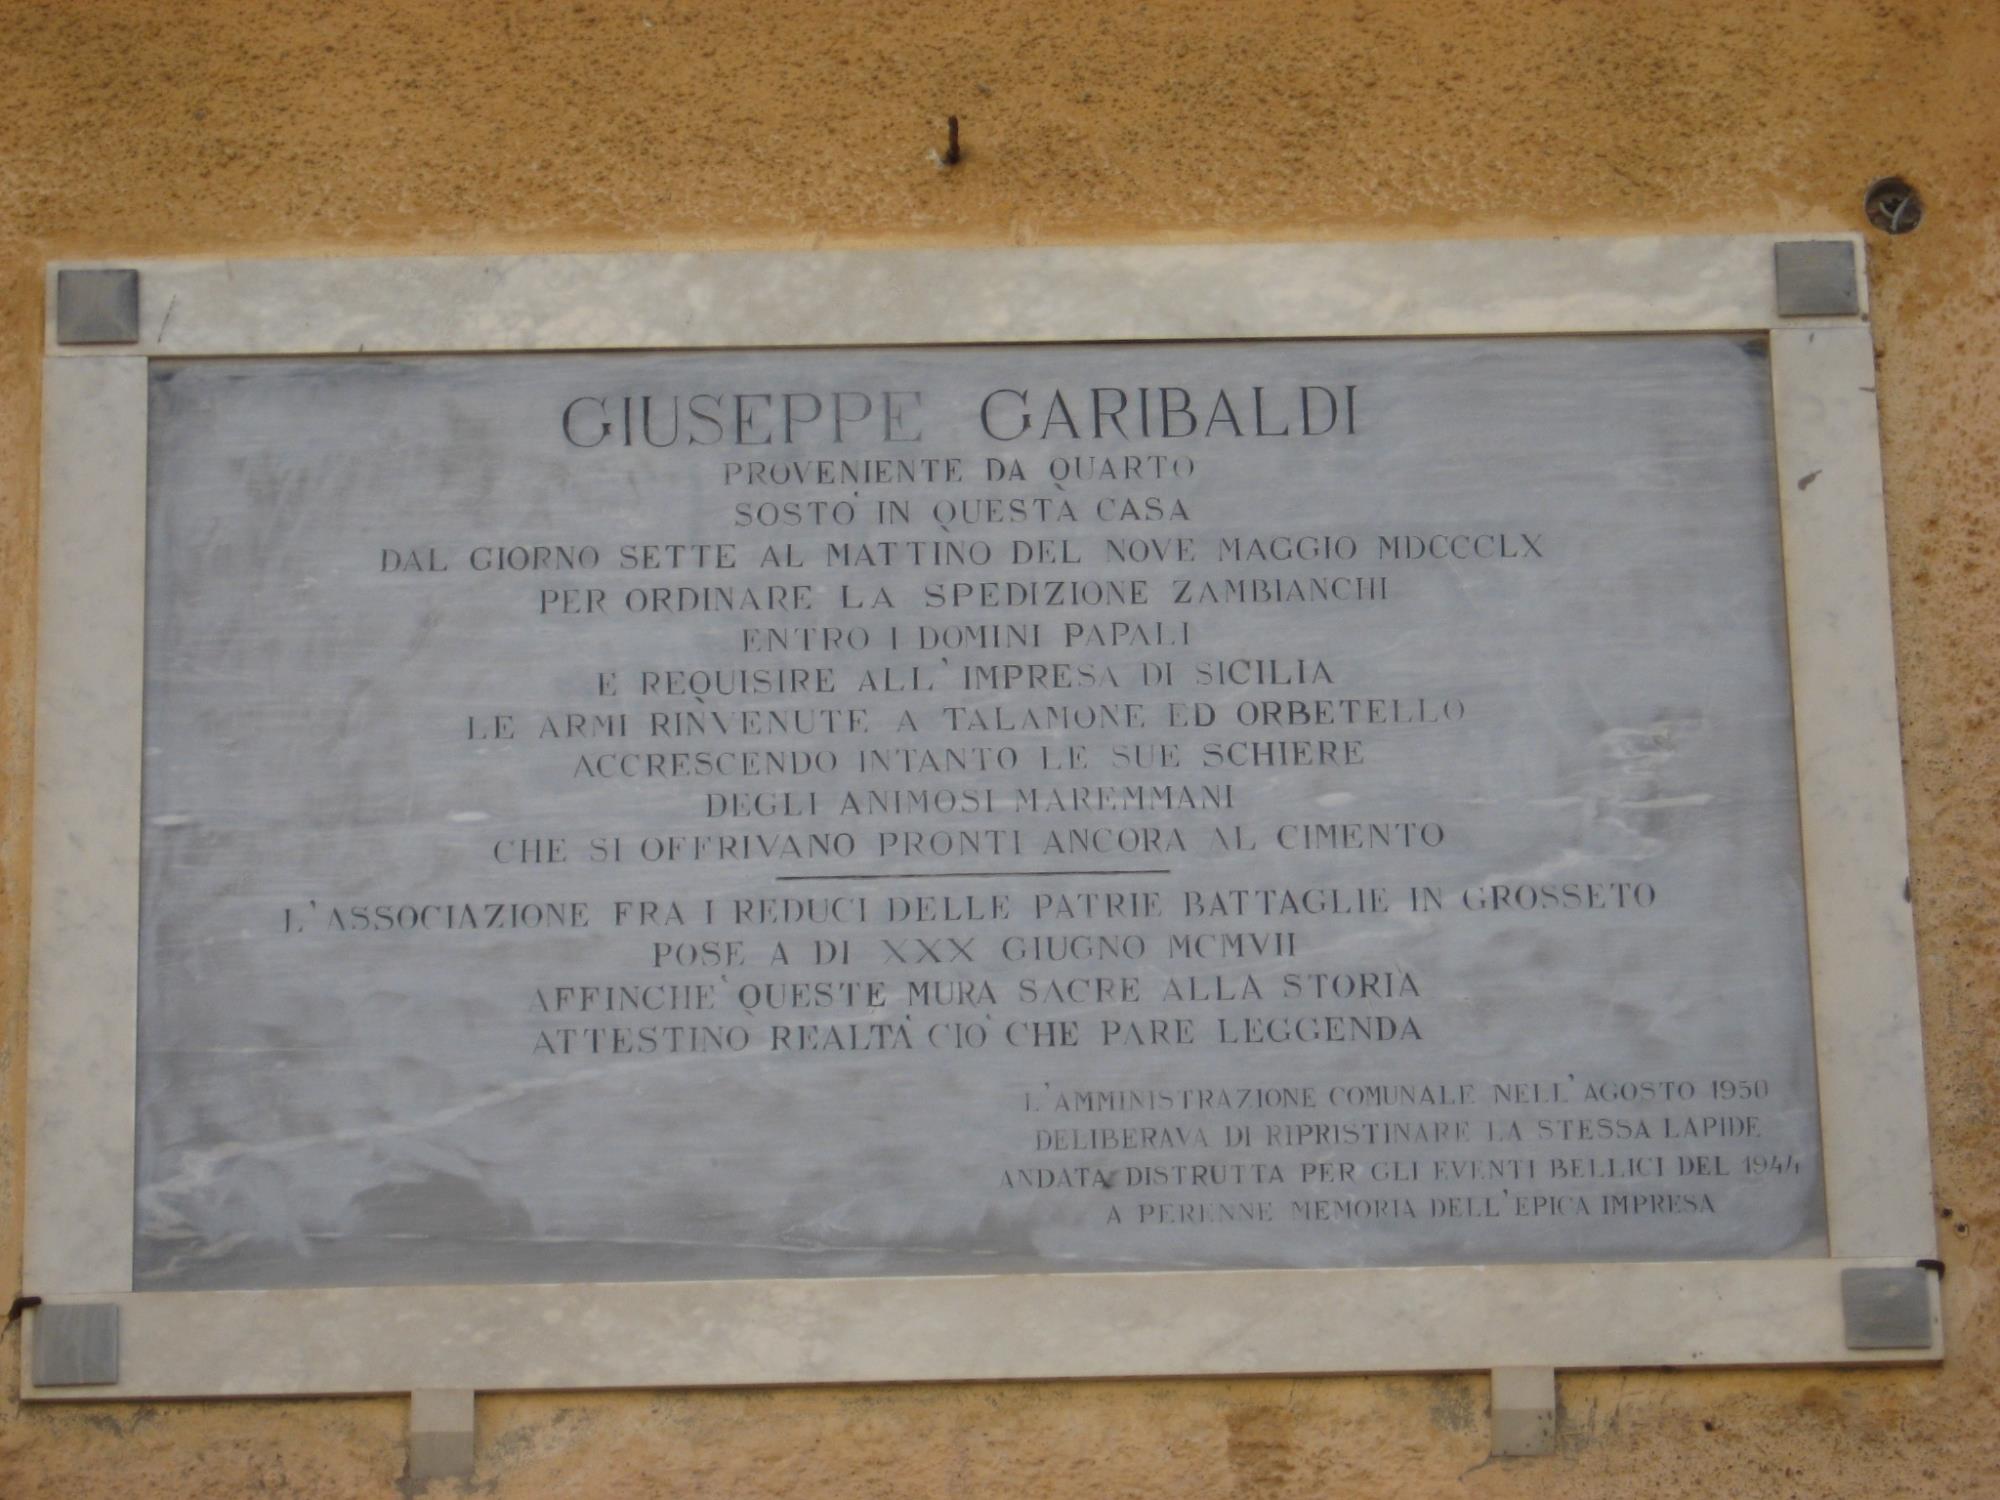 GIUSEPPE GARIBALDI
PROVENIENTE DA QUARTO
SOSTO' IN QUESTA CASA
DAL GIORNO SETTE AL MATTINO DEL NOVE MAGGIO MDCCCLX
PER ORDINARE LA SPEDIZIONE ZAMBIANCHI
ENTRO I DOMINI PAPALI
E REQUISIRE ALL'IMPRESA DI SICILIA
LE ARMI RINVENUTE A TALAMONE ED ORBETELLO
ACCRESCENDO INTANTO LE SUE SCHIERE
DEGLI ANIMOSI MAREMMANI
CHE SI OFFRIVANO PRONTI ANCORA AL CIMENTO
L'ASSOCIAZIONE FRA I REDUCI DELLE PATRIE BATTAGLIE IN GROSSETO
POSE A DI XXX GIUGNO MCMVII
AFFINCHE' QUESTE MURA SACRE ALLA STORIA
ATTESTINO REALTA' CIO' CHE PARE LEGGENDA
L'AMMINISTRAZIONE COMUNALE NELL'AGOSTO 1950
DELIBERAVA DI RIPRISTINARE LA STESSA LAPIDE
ANDATA DISTRUTTA PER GLI EVENTI BELLICI DEL 1944
A PERENNE MEMORIA DELL'EPICA IMPRESA